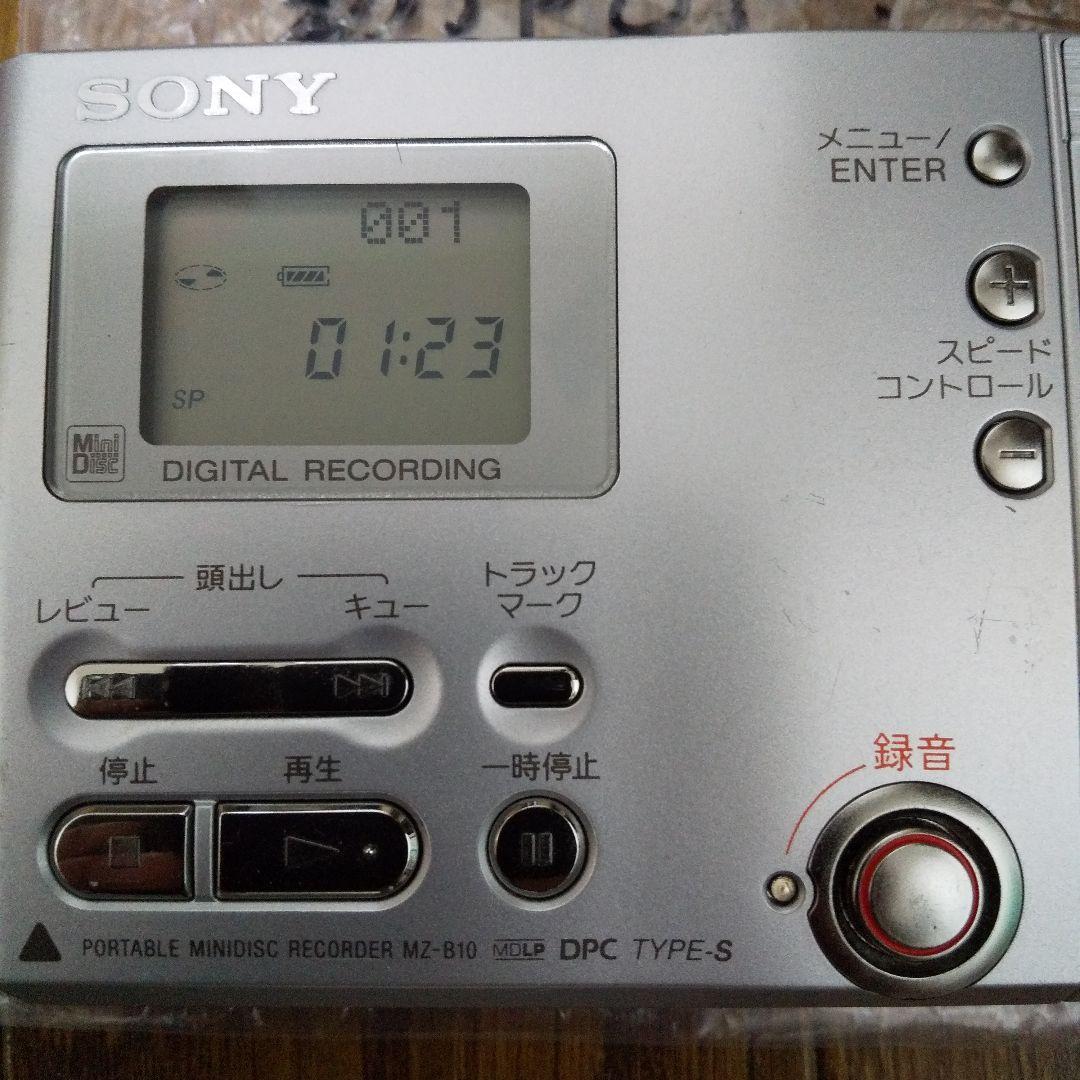 SONY
メニュー/
ENTER
001
01:23
SP
スピード
コントロール
Mini
Disc
DIGITAL RECORDING
頭出し
レビュー
キュー
トラック
マーク
停止
再生
一時停止
録音
PORTABLE MINIDISC RECORDER MZ-B10 MDLP DPC TYPE-S